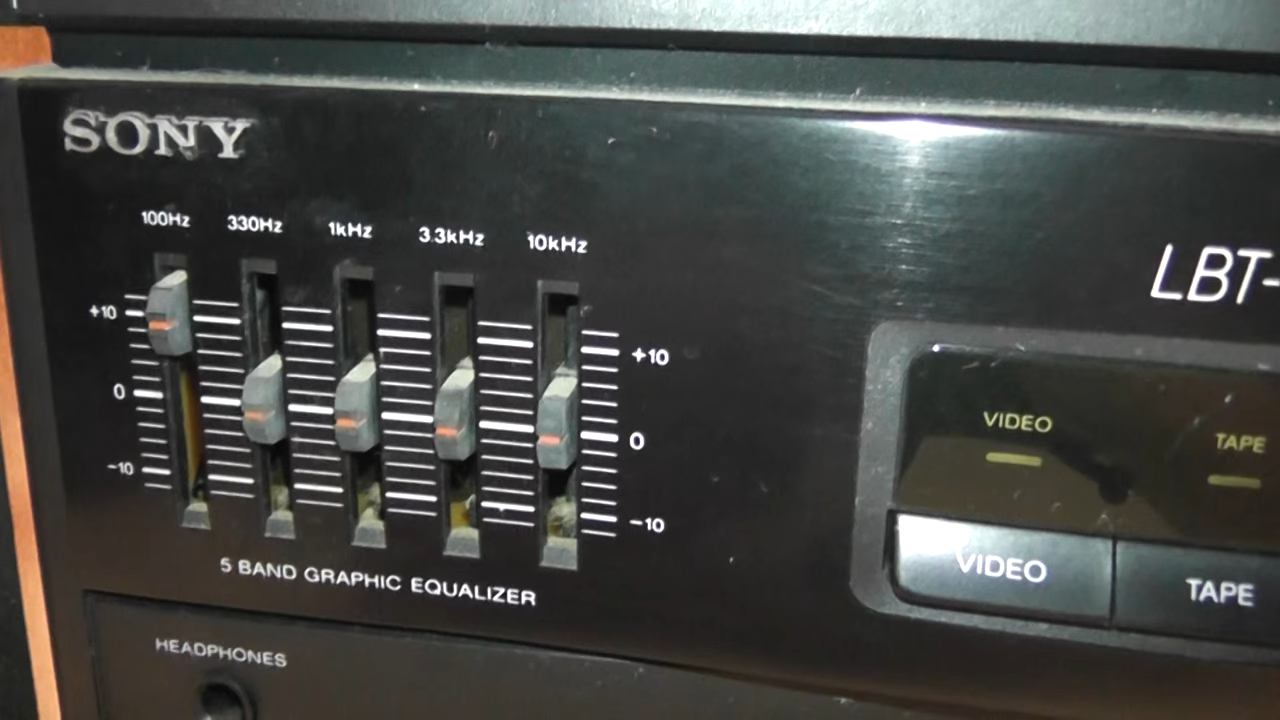 SONY
100Hz 330Hz 1kHz 3.3kHz 10kHz
+10
+10
0
0
-10
-10
5 BAND GRAPHIC EQUALIZER
HEADPHONES
LBT-
VIDEO TAPE
VIDEO TAPE